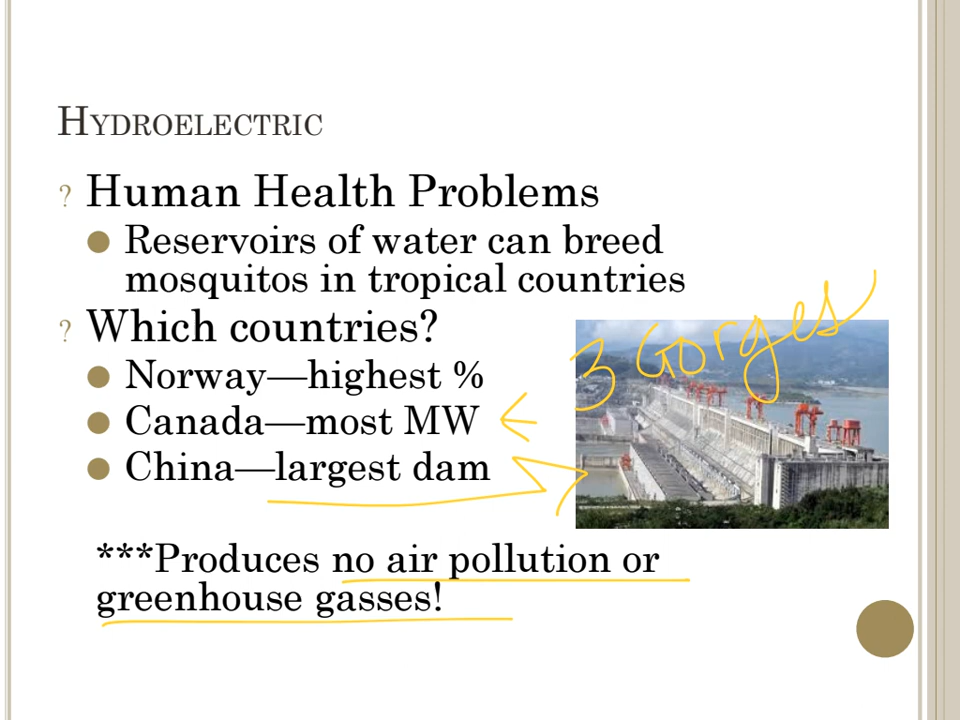 HYDROELECTRIC
? Human Health Problems
● Reservoirs of water can breed
mosquitos in tropical countries
? Which countries?
● Norway—highest %
● Canada—most MW
● China—largest dam
3 Gorges
***Produces no air pollution or
greenhouse gasses!